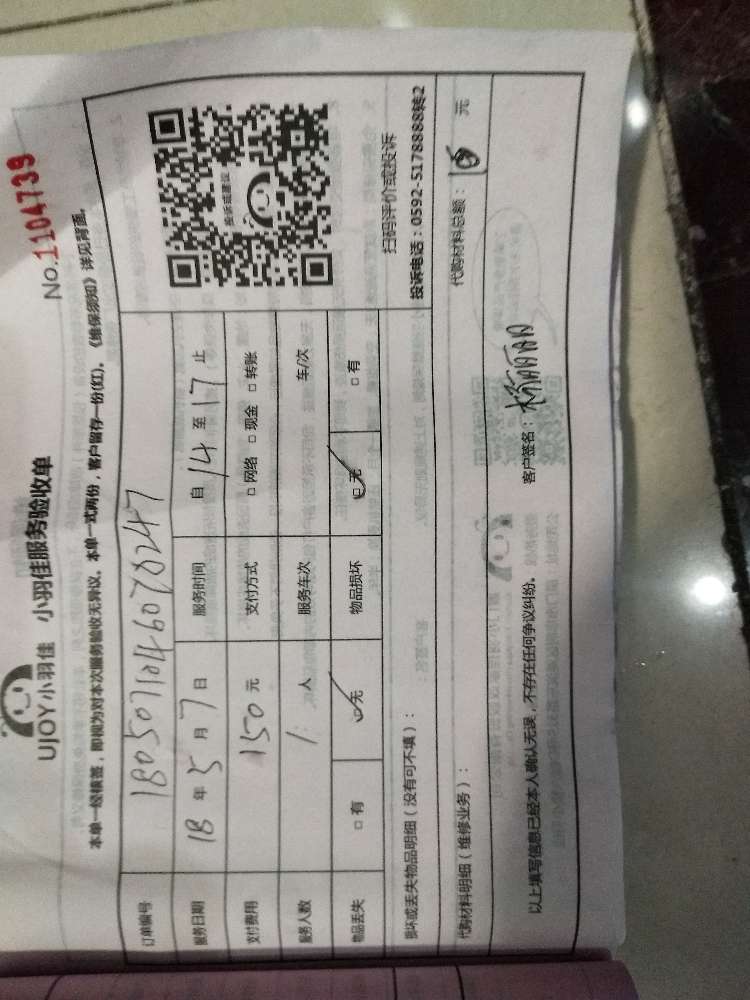 No.1104739
UJOY小羽佳 小羽佳服务验收单
本单一经核签，即视为对本次服务验收无异议。本单一式两份，客户留存一份(红)。《维保须知》详见背面。
订单编号 180507104607024​7
服务日期 18 年 5 月 7 日 服务时间 自 14 至 17 止
支付费用 150 元 支付方式 □ 网络 □ 现金 □ 转账
服务人数 1 人 服务车次 车/次
物品丢失 □ 有 ☑ 无 物品损坏 ☑ 无 □ 有
投诉或建议
扫码评价或投诉
投诉电话：0592-5178888转2
损坏或丢失物品明细（没有可不填）：
代购材料明细（维修业务）： 代购材料总额： 元
以上填写信息已经本人确认无误，不存在任何争议纠纷。 客户签名：